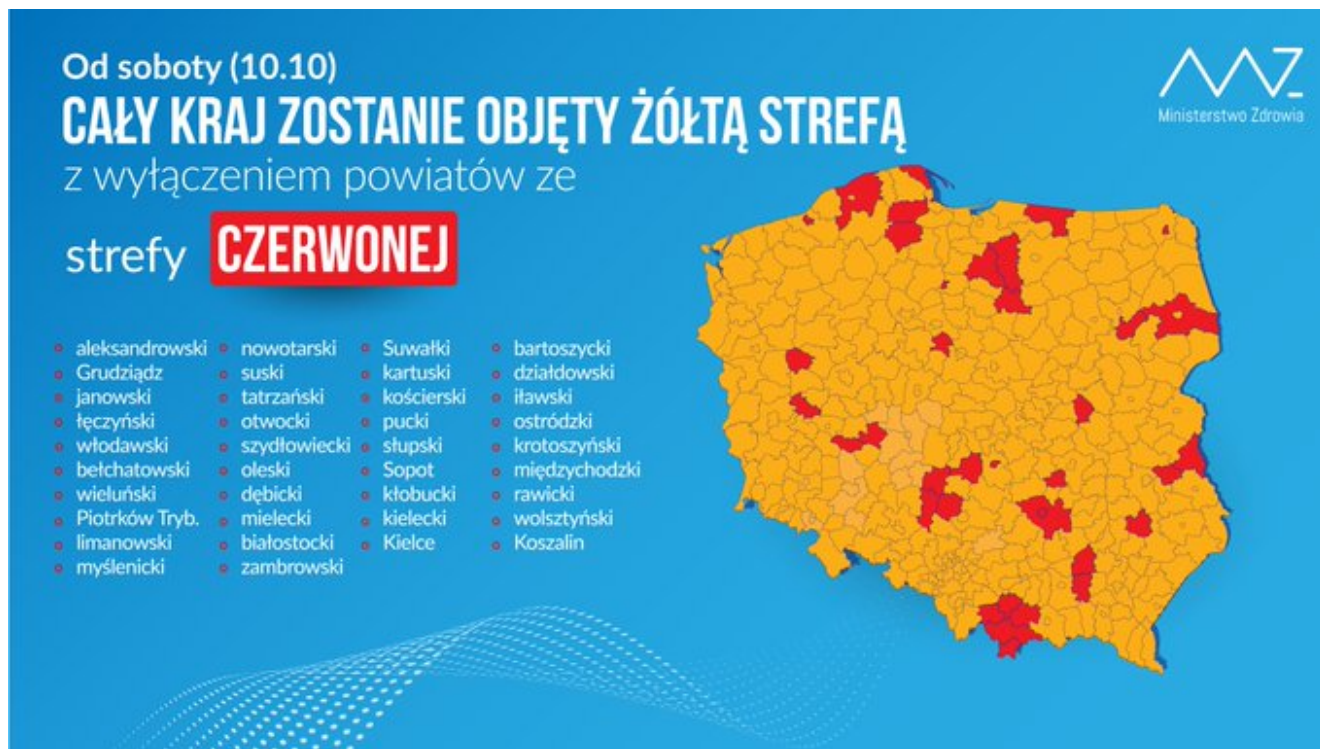 Od soboty (10.10)
CAŁY KRAJ ZOSTANIE OBJĘTY ŻÓŁTĄ STREFĄ
z wyłączeniem powiatów ze
strefy CZERWONEJ
MZ
Ministerstwo Zdrowia
aleksandrowski
Grudziądz
janowski
łęczyński
włodawski
bełchatowski
wieluński
Piotrków Tryb.
limanowski
myślenicki
nowotarski
suski
tatrzański
otwocki
szydłowiecki
oleski
dębicki
mielecki
białostocki
zambrowski
Suwałki
kartuski
kościerski
pucki
słupski
Sopot
kłobucki
kielecki
Kielce
bartoszycki
działdowski
iławski
ostródzki
krotoszyński
międzychodzki
rawicki
wolsztyński
Koszalin